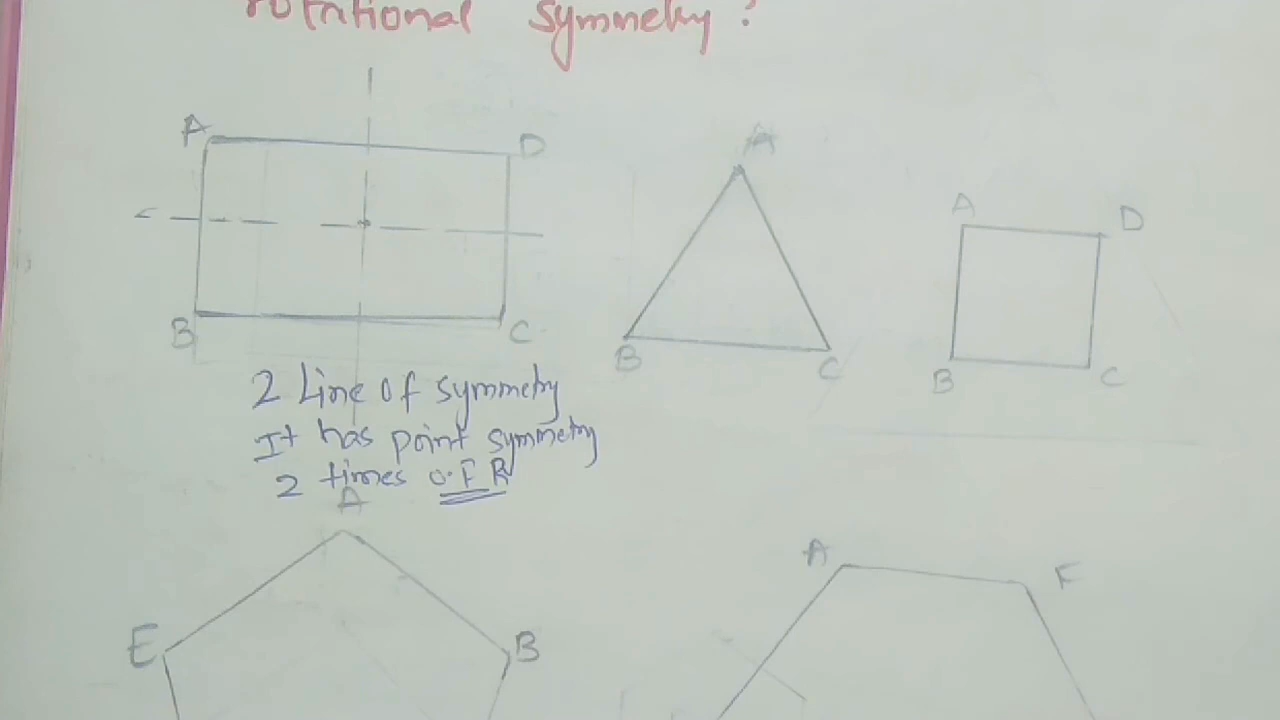 rotational symmetry?
A D
B C
A
B C
A D
B C
2 Line of symmetry
It has point symmetry
2 times O.F.R
A
E B
A F